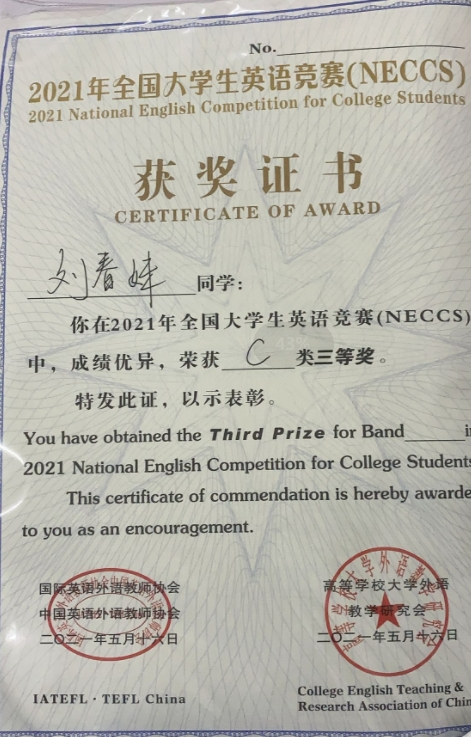 No.
2021年全国大学生英语竞赛(NECCS)
2021 National English Competition for College Students
获奖证书
CERTIFICATE OF AWARD
刘春妹 同学：
你在2021年全国大学生英语竞赛(NECCS)
中，成绩优异，荣获 C 类三等奖。
特发此证，以示表彰。
You have obtained the Third Prize for Band
2021 National English Competition for College Students
This certificate of commendation is hereby awarde
to you as an encouragement.
国际英语外语教师协会
中国英语外语教师协会
二〇二一年五月十六日
高等学校大学外语
教学研究会
二〇二一年五月十六日
IATEFL · TEFL China
College English Teaching &
Research Association of Chin